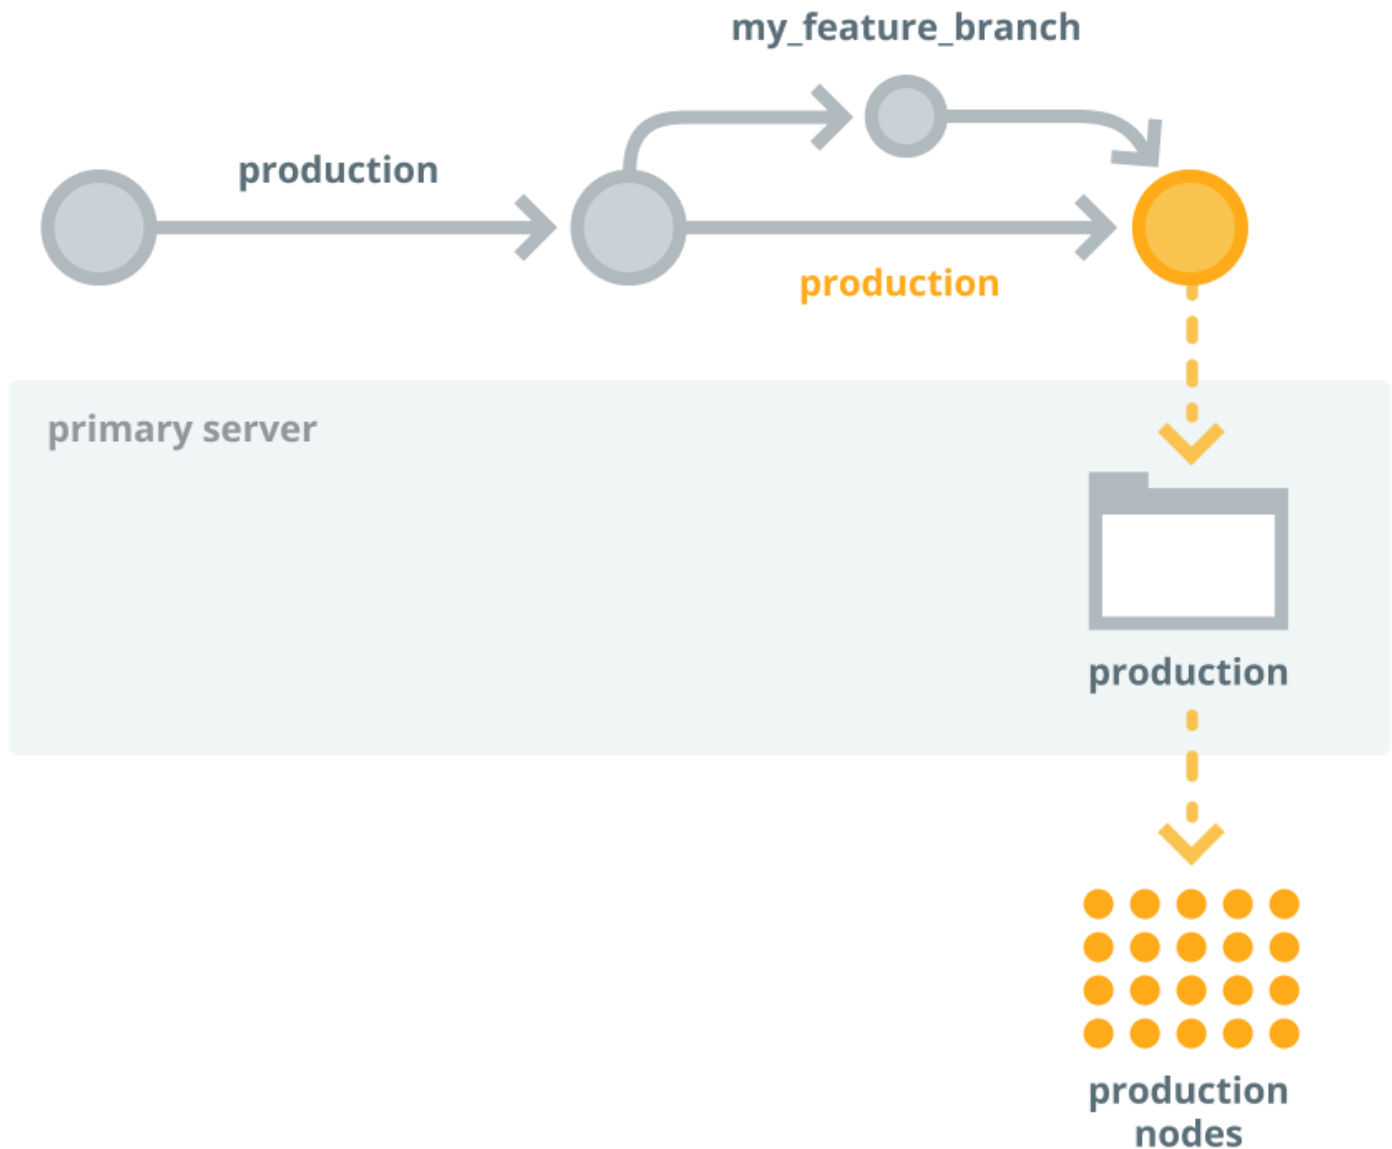 my_feature_branch
production
production
primary server
production
production
nodes